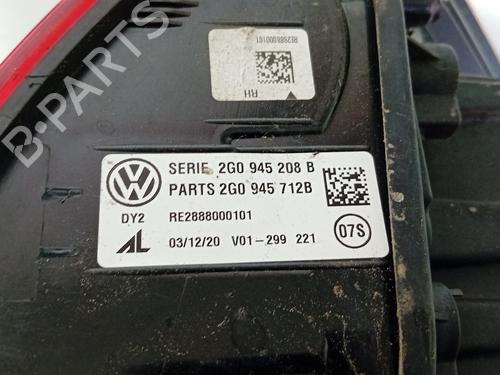 RE2888000101
RH
SERIE 2G0 945 208 B
PARTS 2G0 945 712B
DY2 RE2888000101
AL 03/12/20 V01-299 221 07S
B-PARTS